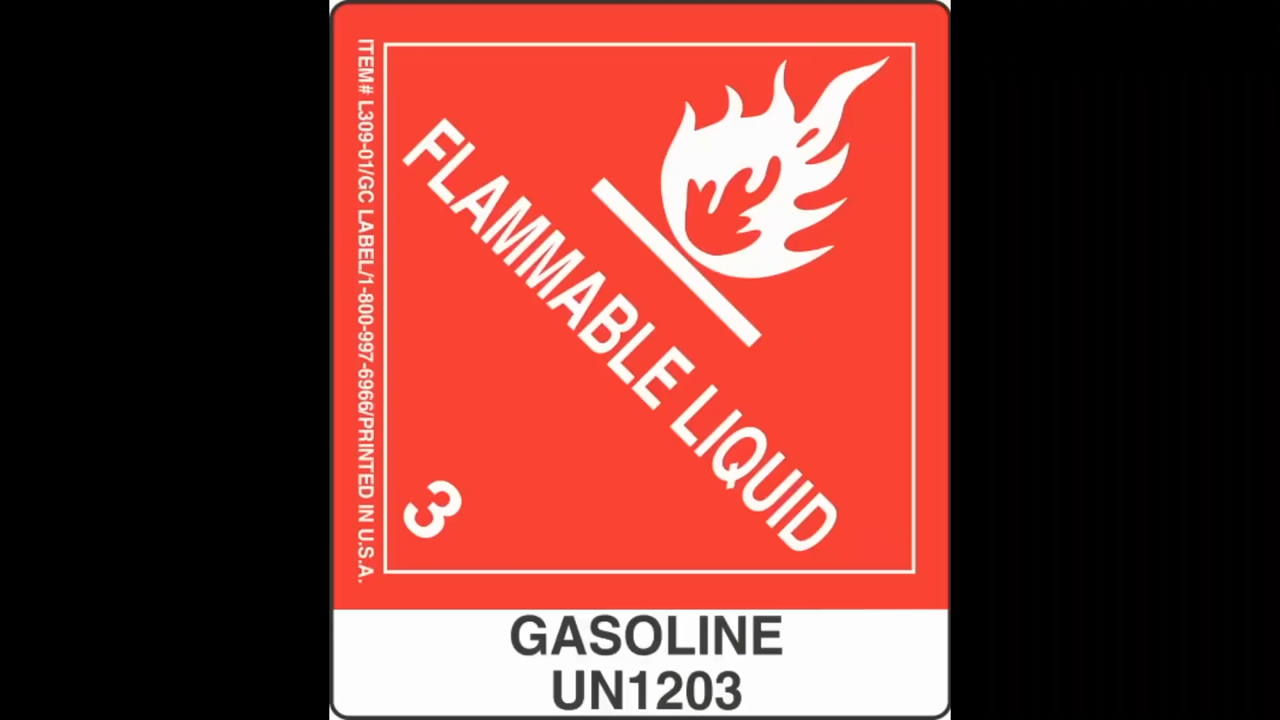 ITEM# L309-01/GC LABEL/1-800-997-6966/PRINTED IN U.S.A.
FLAMMABLE LIQUID
3
GASOLINE
UN1203